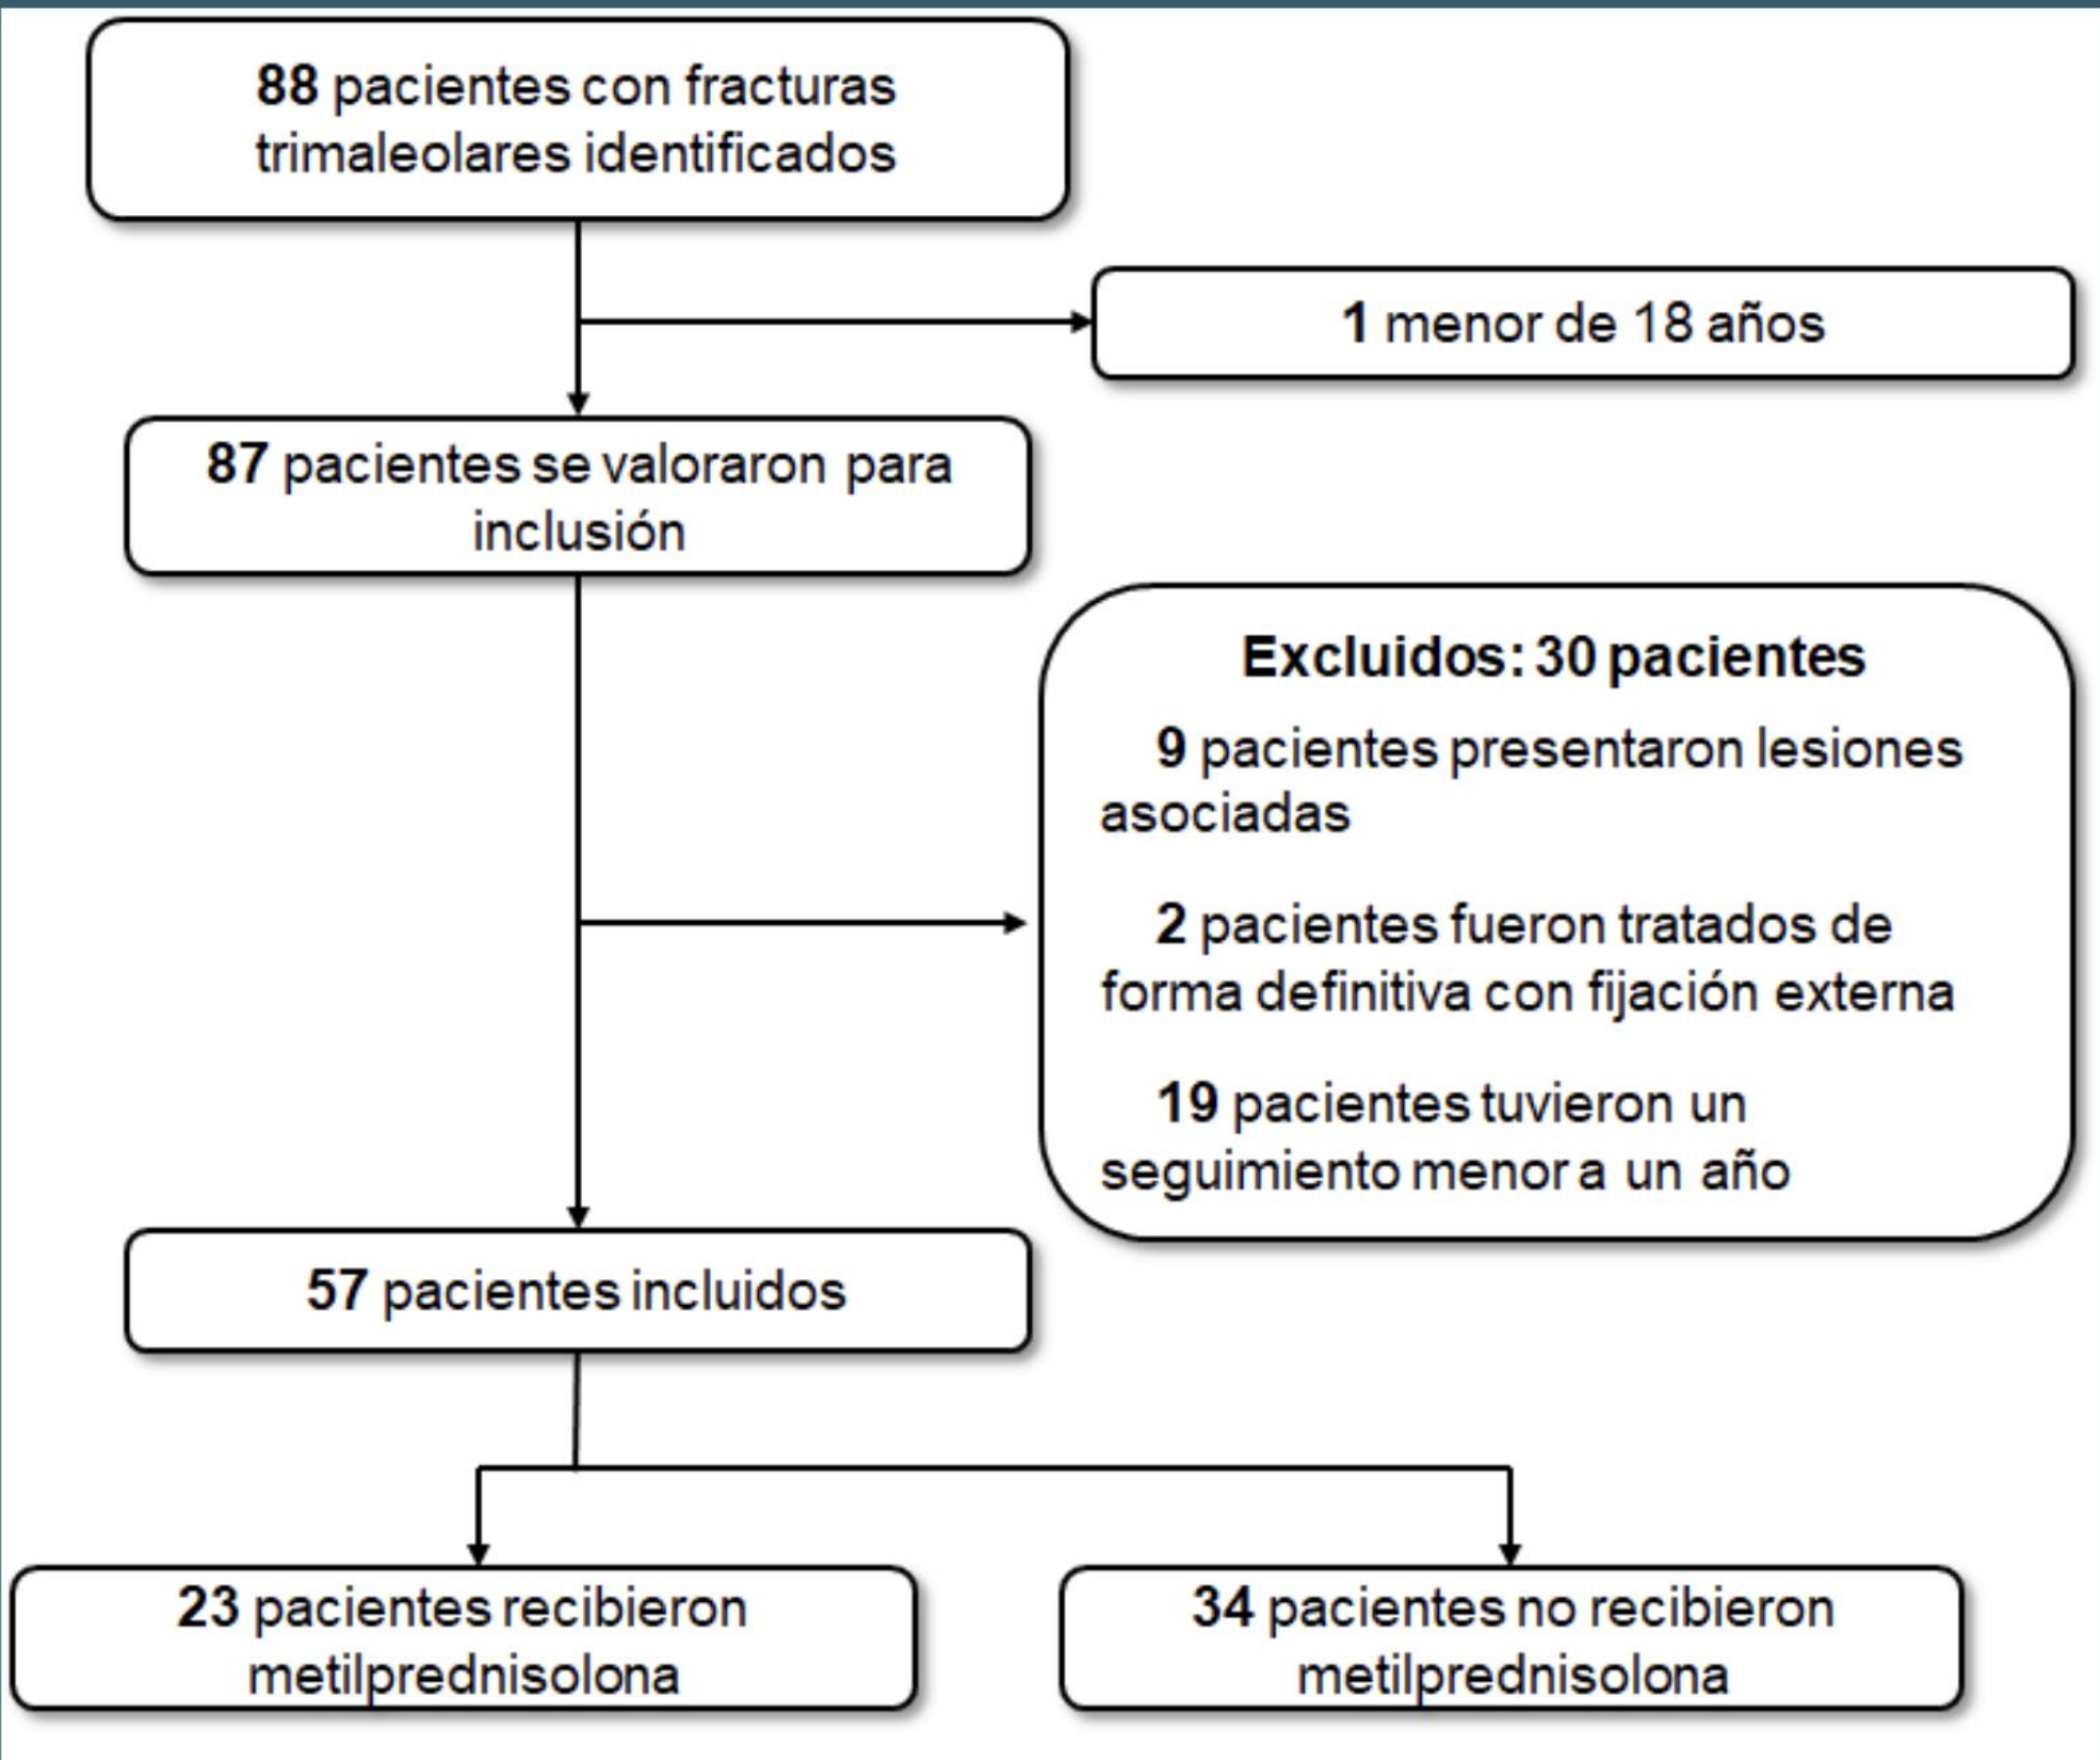 88 pacientes con fracturas
trimaleolares identificados
1 menor de 18 años
87 pacientes se valoraron para
inclusión
Excluidos: 30 pacientes
9 pacientes presentaron lesiones
asociadas
2 pacientes fueron tratados de
forma definitiva con fijación externa
19 pacientes tuvieron un
seguimiento menor a un año
57 pacientes incluidos
23 pacientes recibieron
metilprednisolona
34 pacientes no recibieron
metilprednisolona